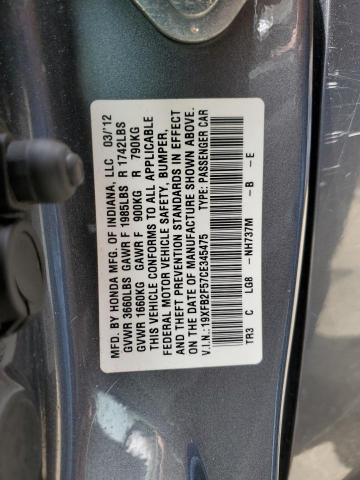 MFD. BY HONDA MFG. OF INDIANA, LLC 03/'12
GVWR 3660LBS GAWR F 1985LBS R 1742LBS
GVWR 1660KG GAWR F 900KG R 790KG
THIS VEHICLE CONFORMS TO ALL APPLICABLE
FEDERAL MOTOR VEHICLE SAFETY, BUMPER,
AND THEFT PREVENTION STANDARDS IN EFFECT
ON THE DATE OF MANUFACTURE SHOWN ABOVE.
V.I.N.: 19XFB2F57CE345475 TYPE: PASSENGER CAR
TR3 C LG8 - NH737M - B - E